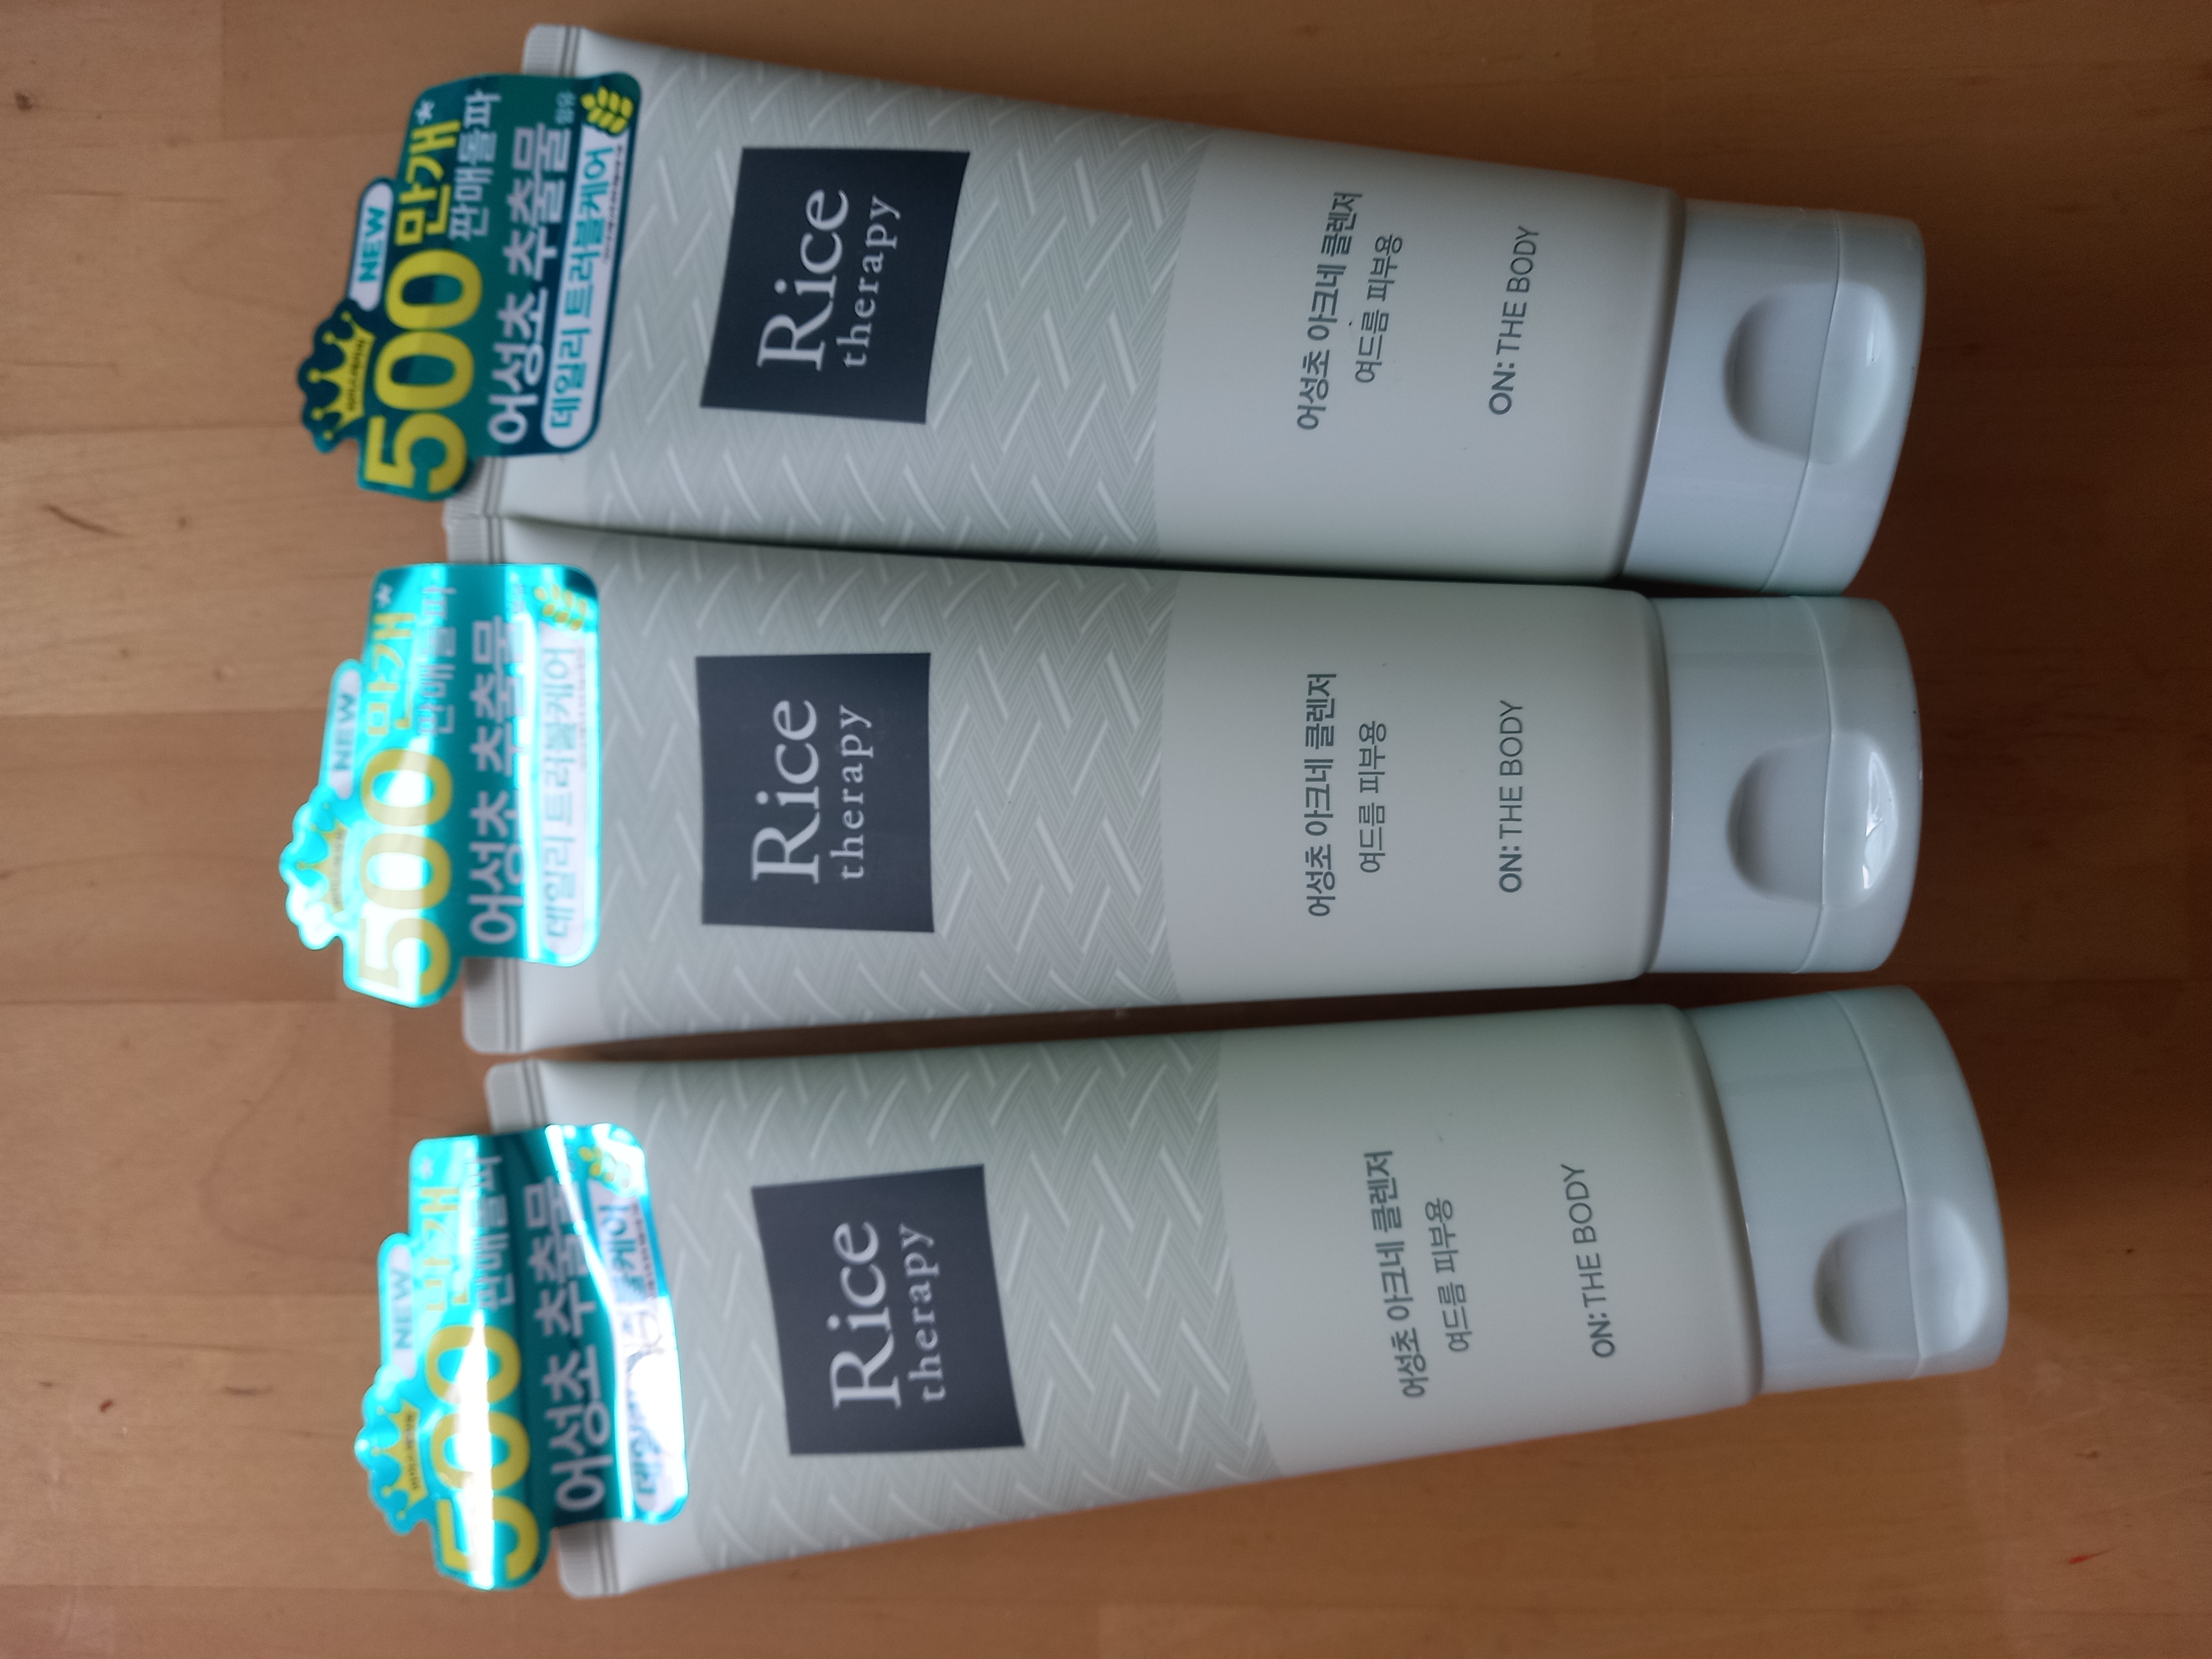 NEW
500만개*
판매돌파
어성초 추출물 함유
데일리 트러블케어
Rice
therapy
어성초 아크네 클렌저
여드름 피부용
ON: THE BODY
NEW
500만개*
판매돌파
어성초 추출물
데일리 트러블케어
Rice
therapy
어성초 아크네 클렌저
여드름 피부용
ON: THE BODY
NEW
500만개*
판매돌파
어성초 추출물
Rice
therapy
어성초 아크네 클렌저
여드름 피부용
ON: THE BODY